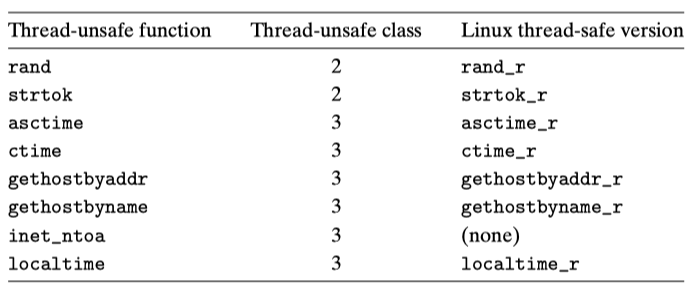 Thread-unsafe function Thread-unsafe class Linux thread-safe version
rand 2 rand_r
strtok 2 strtok_r
asctime 3 asctime_r
ctime 3 ctime_r
gethostbyaddr 3 gethostbyaddr_r
gethostbyname 3 gethostbyname_r
inet_ntoa 3 (none)
localtime 3 localtime_r